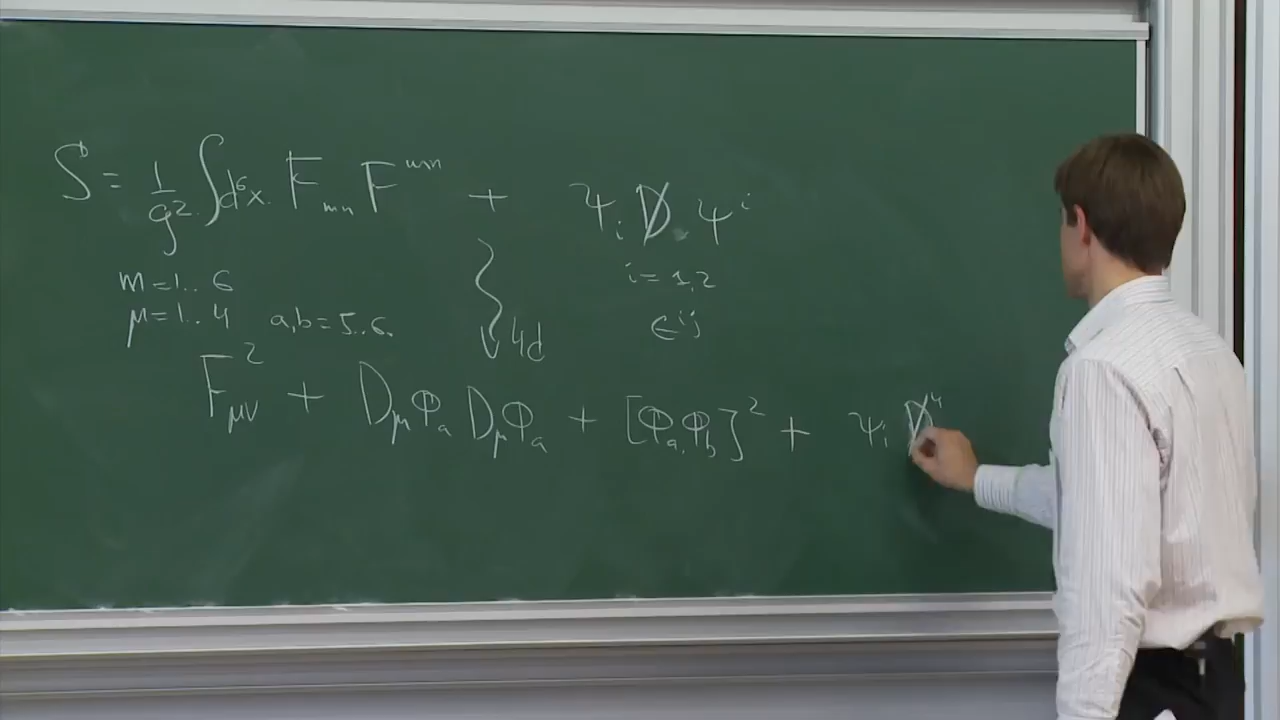 S = 1/g² ∫d⁶x F_mn F^mn + ψ_i D̸ ψ^i
m=1..6 i=1,2
μ=1..4 a,b=5..6. 4d ∈^ij
F_μν² + D_μ φ_a D_μ φ_a + [φ_a, φ_b]² + ψ_i D̸⁴